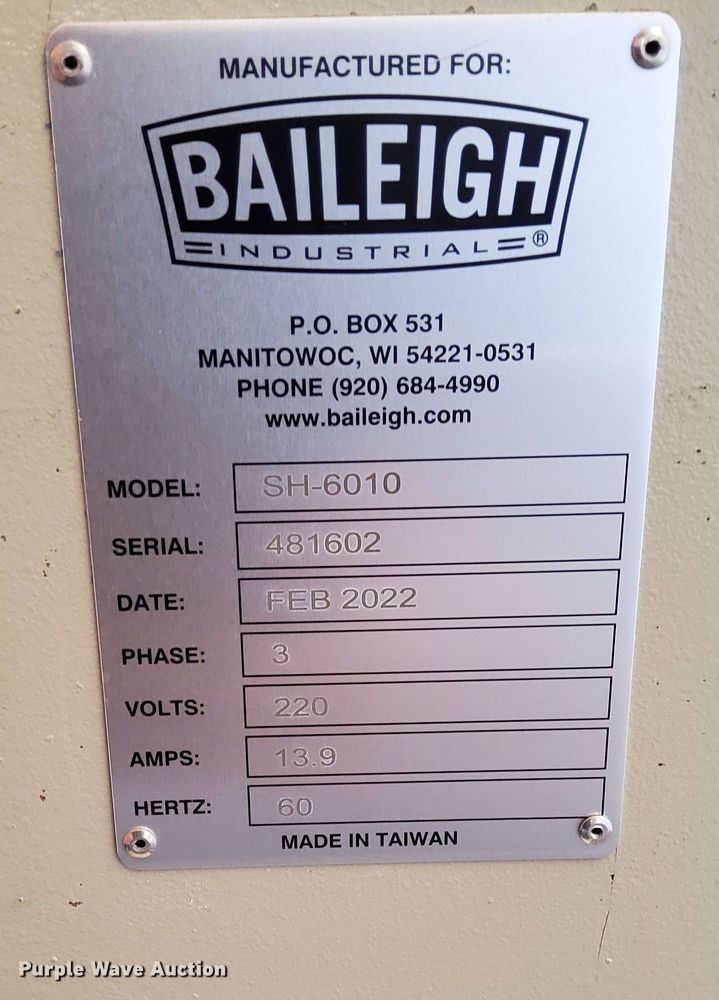 MANUFACTURED FOR:
BAILEIGH
INDUSTRIAL ®
P.O. BOX 531
MANITOWOC, WI 54221-0531
PHONE (920) 684-4990
www.baileigh.com
MODEL: SH-6010
SERIAL: 481602
DATE: FEB 2022
PHASE: 3
VOLTS: 220
AMPS: 13.9
HERTZ: 60
MADE IN TAIWAN
Purple Wave Auction